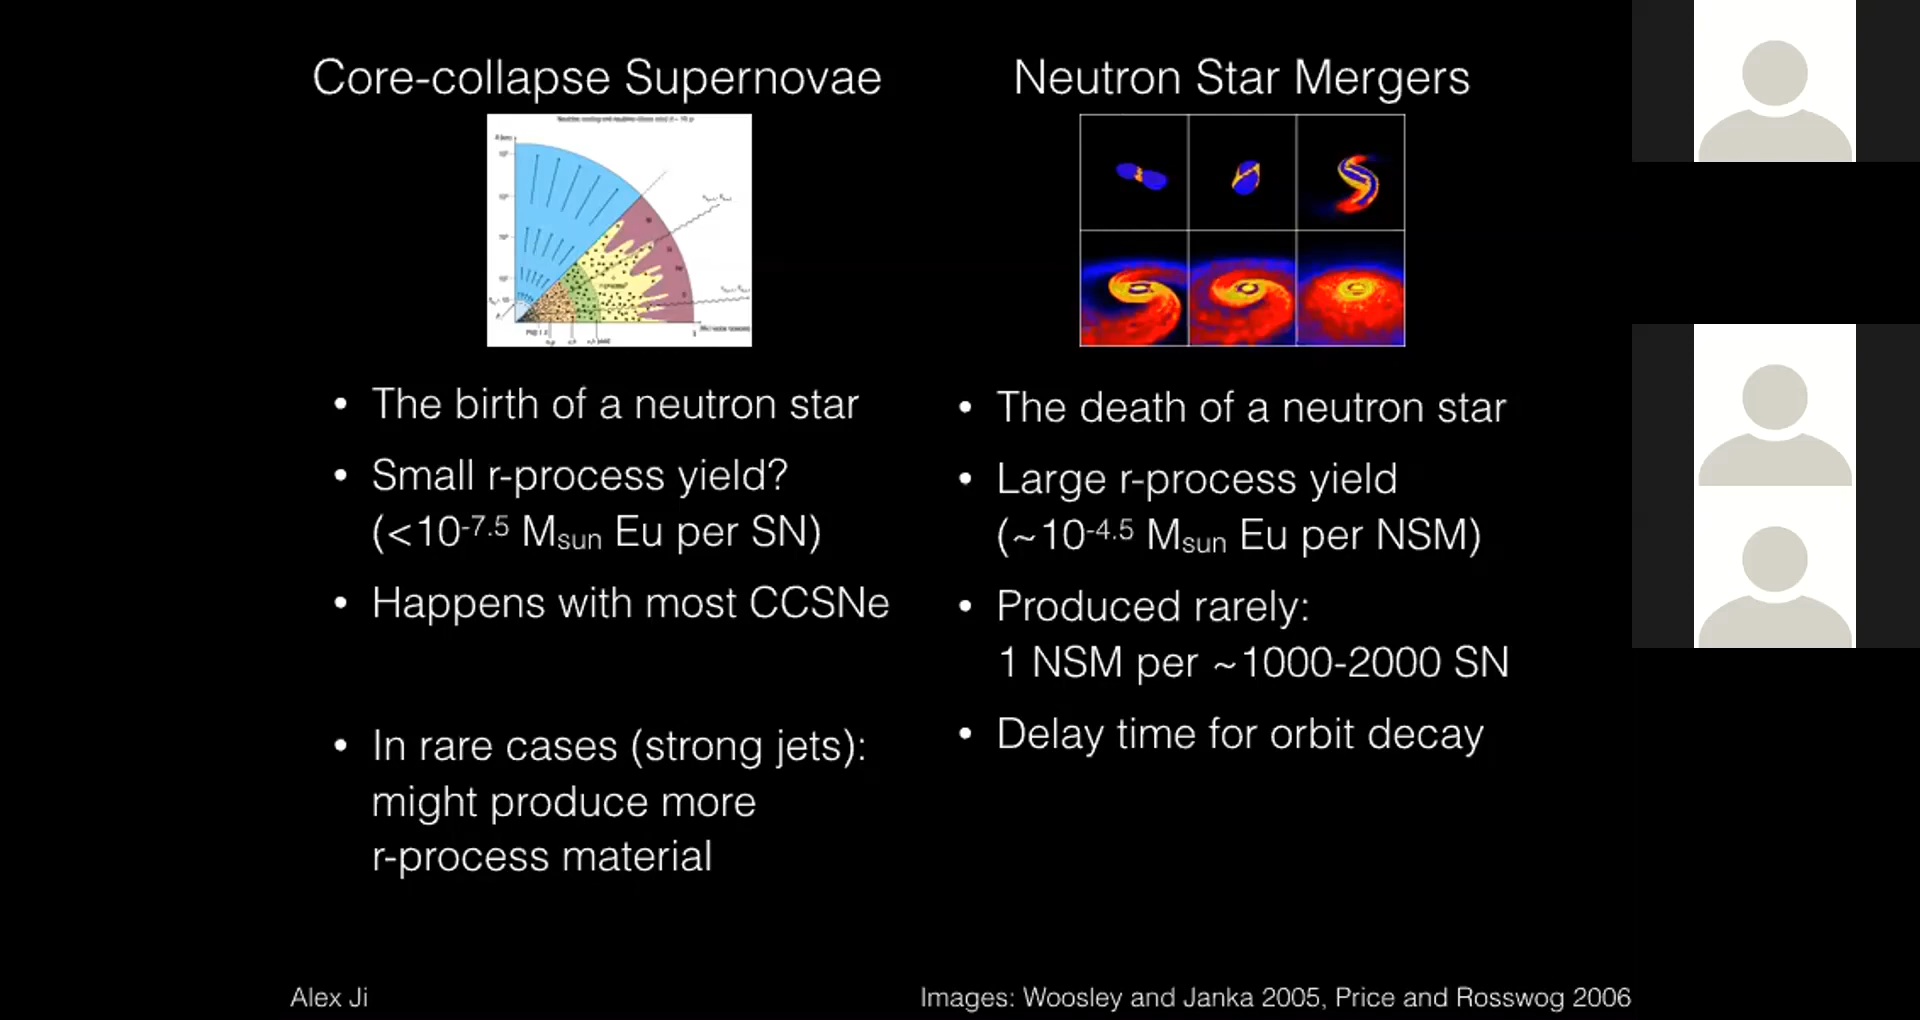 Core-collapse Supernovae
• The birth of a neutron star
• Small r-process yield?
(<10-7.5 Msun Eu per SN)
• Happens with most CCSNe
• In rare cases (strong jets):
might produce more
r-process material
Neutron Star Mergers
• The death of a neutron star
• Large r-process yield
(~10-4.5 Msun Eu per NSM)
• Produced rarely:
1 NSM per ~1000-2000 SN
• Delay time for orbit decay
Alex Ji
Images: Woosley and Janka 2005, Price and Rosswog 2006